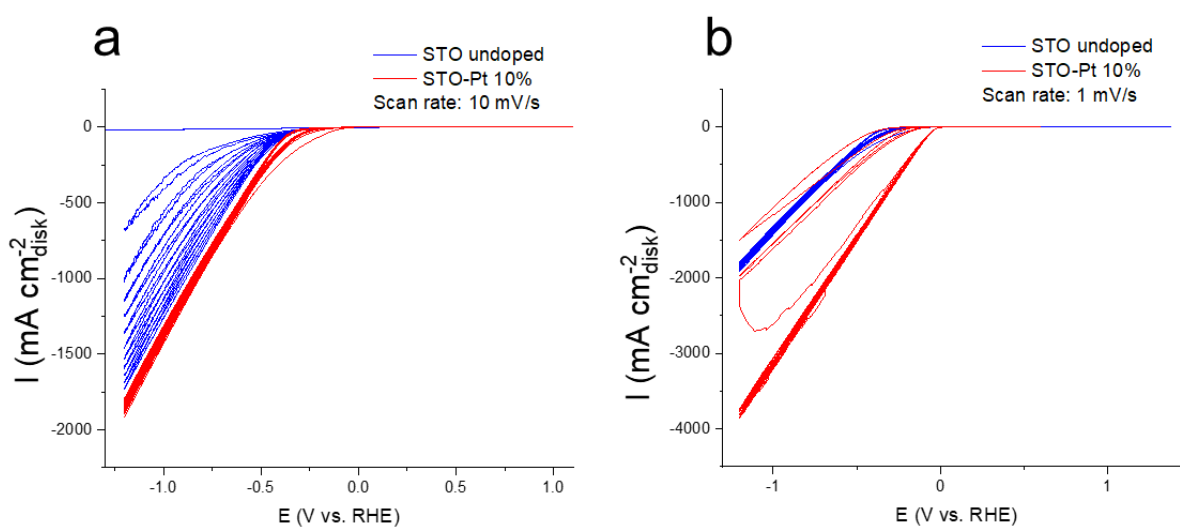 a
STO undoped
STO-Pt 10%
Scan rate: 10 mV/s
0
-500
-1000
-1500
-2000
I (mA cm-2disk)
-1.0
-0.5
0.0
0.5
1.0
E (V vs. RHE)
b
STO undoped
STO-Pt 10%
Scan rate: 1 mV/s
0
-1000
-2000
-3000
-4000
I (mA cm-2disk)
-1
0
1
E (V vs. RHE)